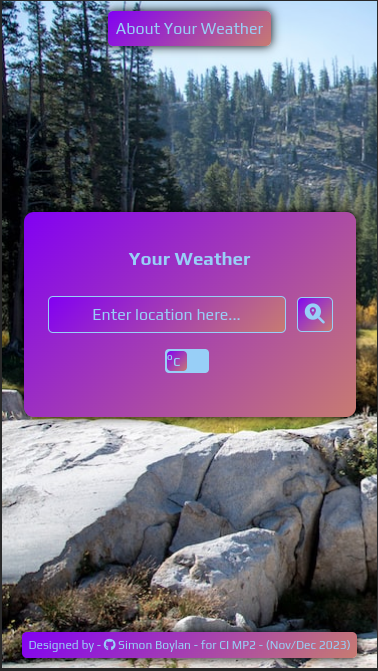 About Your Weather
Your Weather
Enter location here...
°C
Designed by - Simon Boylan - for CI MP2 - (Nov/Dec 2023)